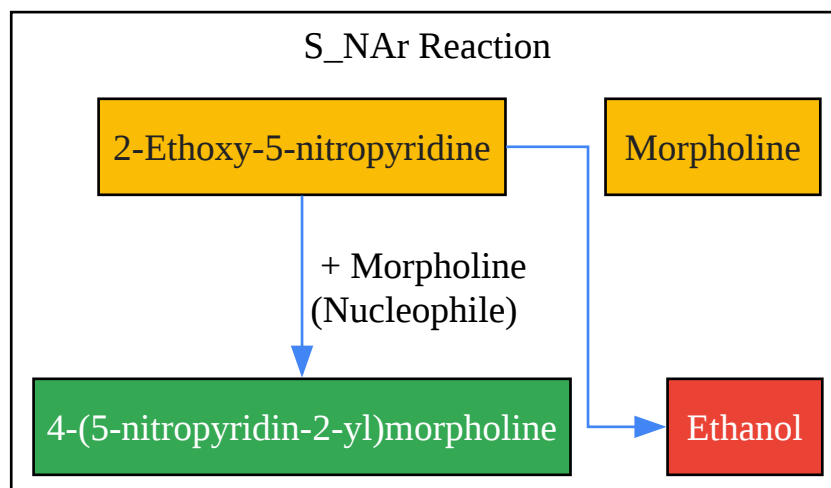 S_NAr Reaction
2-Ethoxy-5-nitropyridine
Morpholine
+ Morpholine
(Nucleophile)
4-(5-nitropyridin-2-yl)morpholine
Ethanol